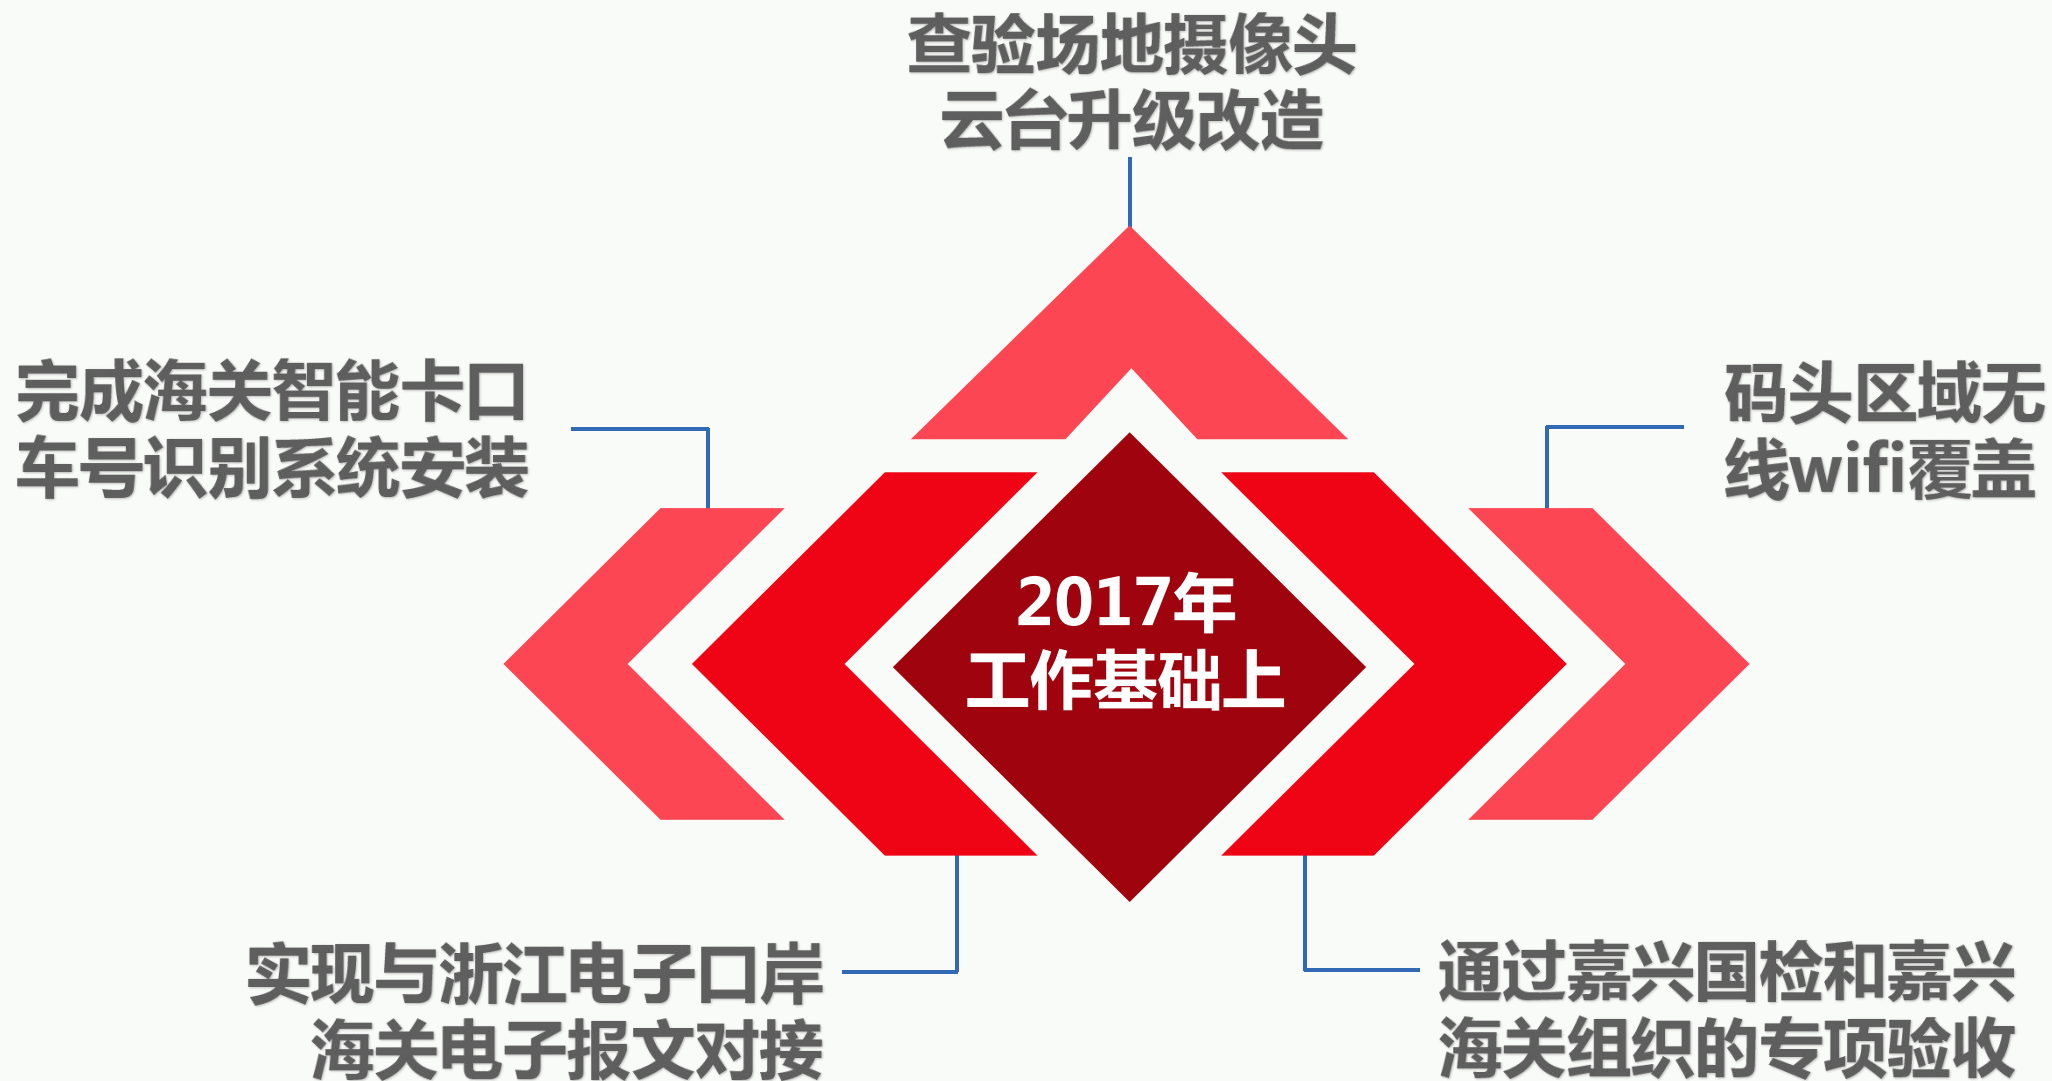 查验场地摄像头
云台升级改造
完成海关智能卡口
车号识别系统安装
码头区域无
线wifi覆盖
2017年
工作基础上
实现与浙江电子口岸
海关电子报文对接
通过嘉兴国检和嘉兴
海关组织的专项验收